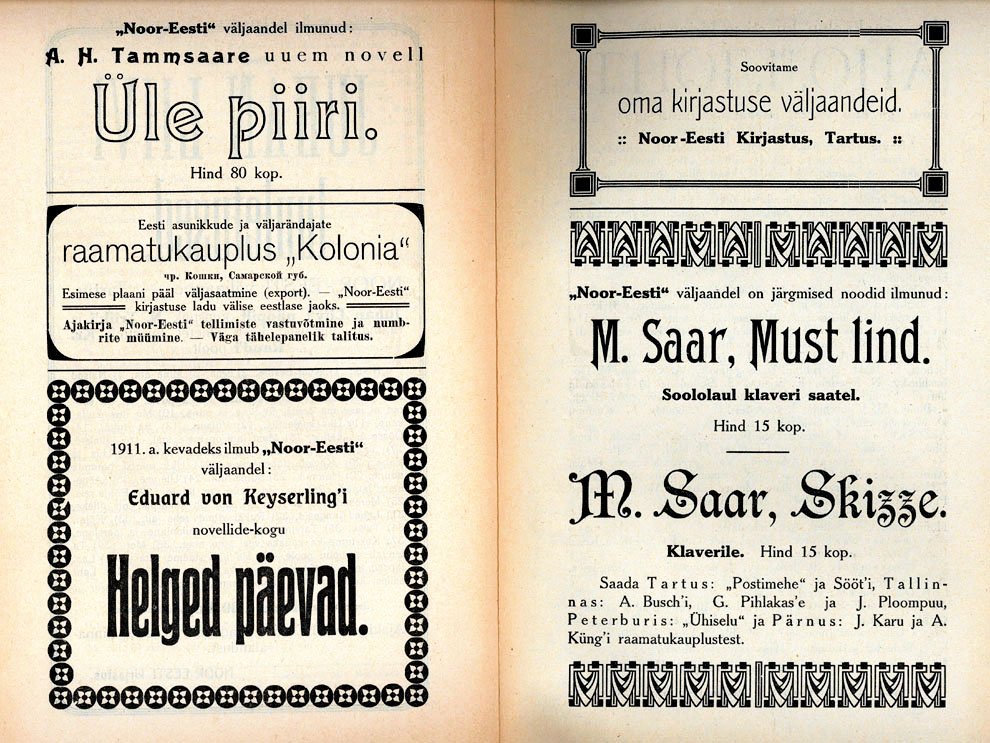 „Noor-Eesti“ väljaandel ilmunud:
A. H. Tammsaare uuem novell
Üle piiri.
Hind 80 kop.
Eesti asunikkude ja väljarändajate
raamatukauplus „Kolonia“
чр. Кошки, Самарской губ.
Esimese plaani pääl väljasaatmine (export). — „Noor-Eesti“
kirjastuse ladu välise eestlase jaoks.
Ajakirja „Noor-Eesti“ tellimiste vastuvõtmine ja numb-
rite müümine. — Väga tähelepanelik talitus.
1911. a. kevadeks ilmub „Noor-Eesti“
väljaandel:
Eduard von Keyserling'i
novellide-kogu
Helged päevad.
Soovitame
oma kirjastuse väljaandeid.
:: Noor-Eesti Kirjastus, Tartus. ::
„Noor-Eesti“ väljaandel on järgmised noodid ilmunud:
M. Saar, Must lind.
Soololaul klaveri saatel.
Hind 15 kop.
M. Saar, Skizze.
Klaverile. Hind 15 kop.
Saada Tartus: „Postimehe“ ja Sööt'i, Tallin-
nas: A. Busch'i, G. Pihlakas'e ja J. Ploompuu,
Peterburis: „Ühiselu“ ja Pärnus: J. Karu ja A.
Küng'i raamatukauplustest.